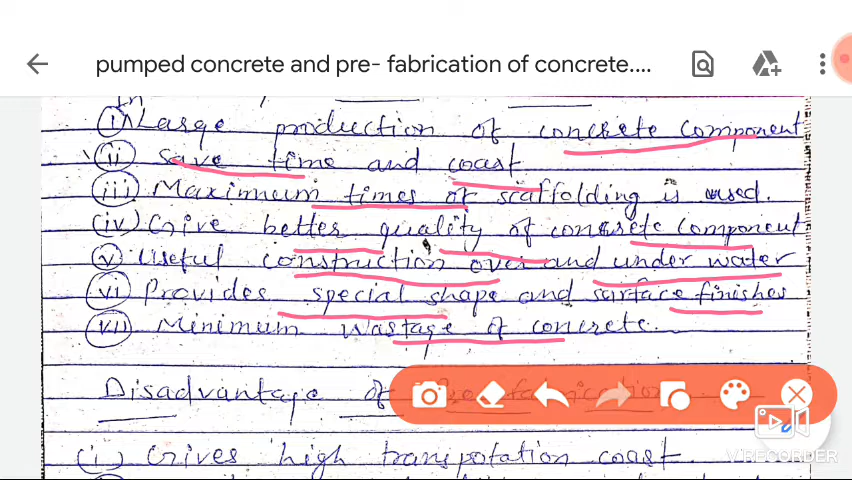 pumped concrete and pre- fabrication of concrete....
(i) Large production of concrete component
(ii) Save time and coast
(iii) Maximum times of scaffolding is used.
(iv) Give better quality of concrete component
(v) Useful construction over and under water
(vi) Provides special shape and surface finishes
(vii) Minimum wastage of concrete.
Disadvantage of Prefabrication
(i) Gives high transpotation coast.
V RECORDER